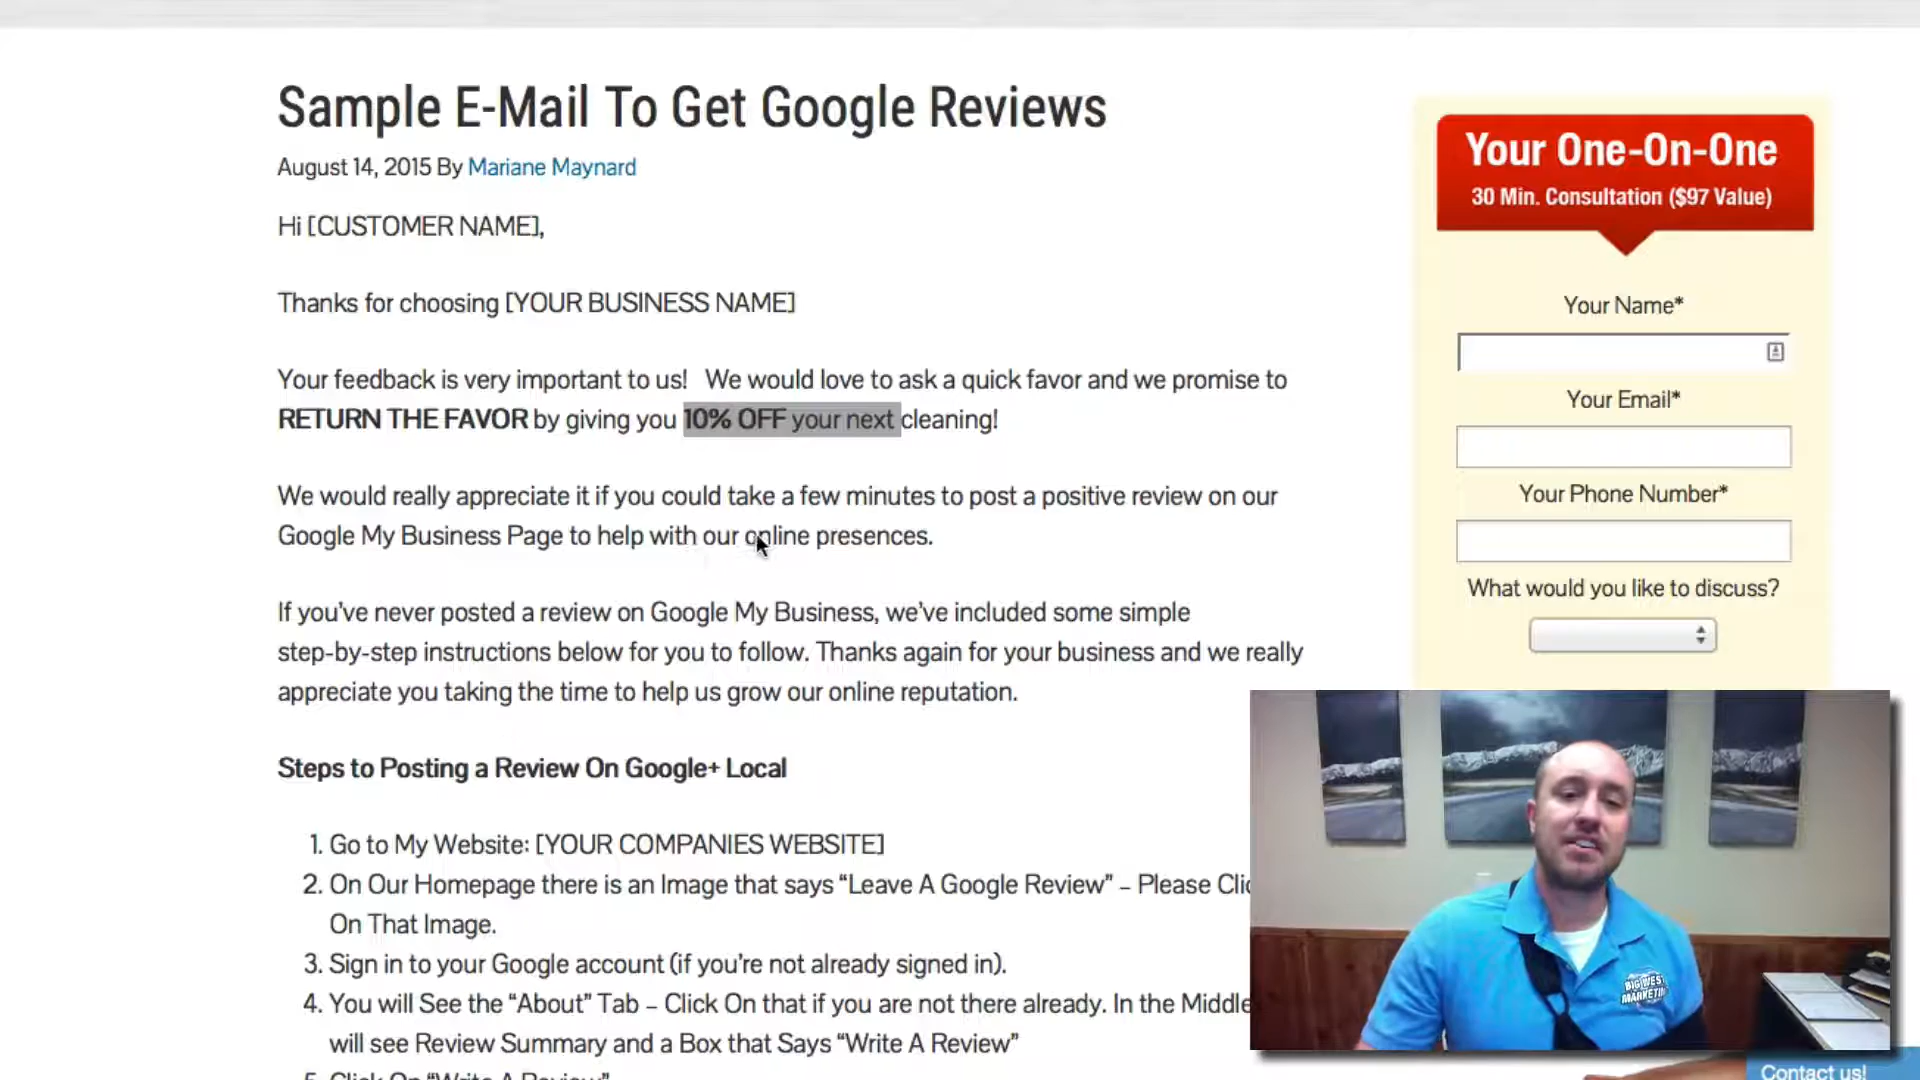 Sample E-Mail To Get Google Reviews
August 14, 2015 By Mariane Maynard
Hi [CUSTOMER NAME],
Thanks for choosing [YOUR BUSINESS NAME]
Your feedback is very important to us! We would love to ask a quick favor and we promise to
RETURN THE FAVOR by giving you 10% OFF your next cleaning!
We would really appreciate it if you could take a few minutes to post a positive review on our
Google My Business Page to help with our online presences.
If you’ve never posted a review on Google My Business, we’ve included some simple
step-by-step instructions below for you to follow. Thanks again for your business and we really
appreciate you taking the time to help us grow our online reputation.
Steps to Posting a Review On Google+ Local
1. Go to My Website: [YOUR COMPANIES WEBSITE]
2. On Our Homepage there is an Image that says “Leave A Google Review” – Please Clic
On That Image.
3. Sign in to your Google account (if you’re not already signed in).
4. You will See the “About” Tab – Click On that if you are not there already. In the Middle
will see Review Summary and a Box that Says “Write A Review”
5. Click On “Write A Review”
Your One-On-One
30 Min. Consultation ($97 Value)
Your Name*
Your Email*
Your Phone Number*
What would you like to discuss?
BIG WEST
MARKETIN
Contact us!